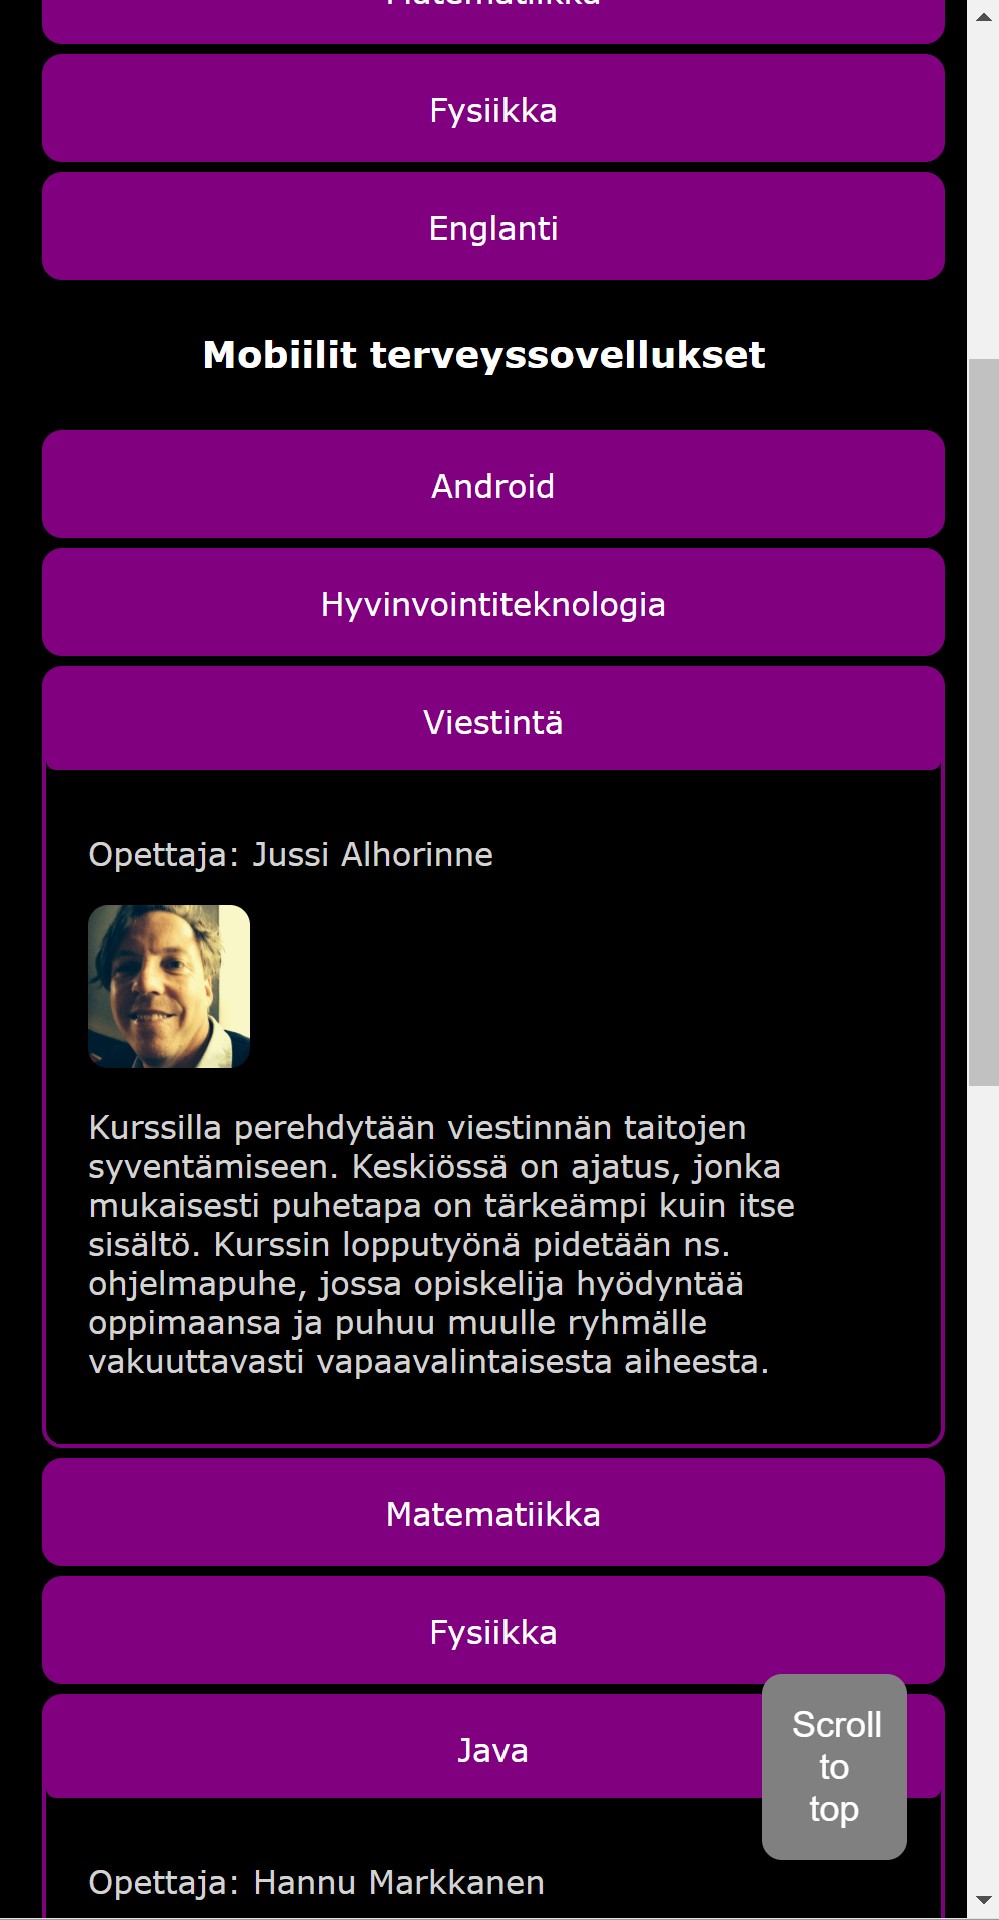 Matematiikka
Fysiikka
Englanti
Mobiilit terveyssovellukset
Android
Hyvinvointiteknologia
Viestintä
Opettaja: Jussi Alhorinne
Kurssilla perehdytään viestinnän taitojen
syventämiseen. Keskiössä on ajatus, jonka
mukaisesti puhetapa on tärkeämpi kuin itse
sisältö. Kurssin lopputyönä pidetään ns.
ohjelmapuhe, jossa opiskelija hyödyntää
oppimaansa ja puhuu muulle ryhmälle
vakuuttavasti vapaavalintaisesta aiheesta.
Matematiikka
Fysiikka
Java
Scroll
to
top
Opettaja: Hannu Markkanen